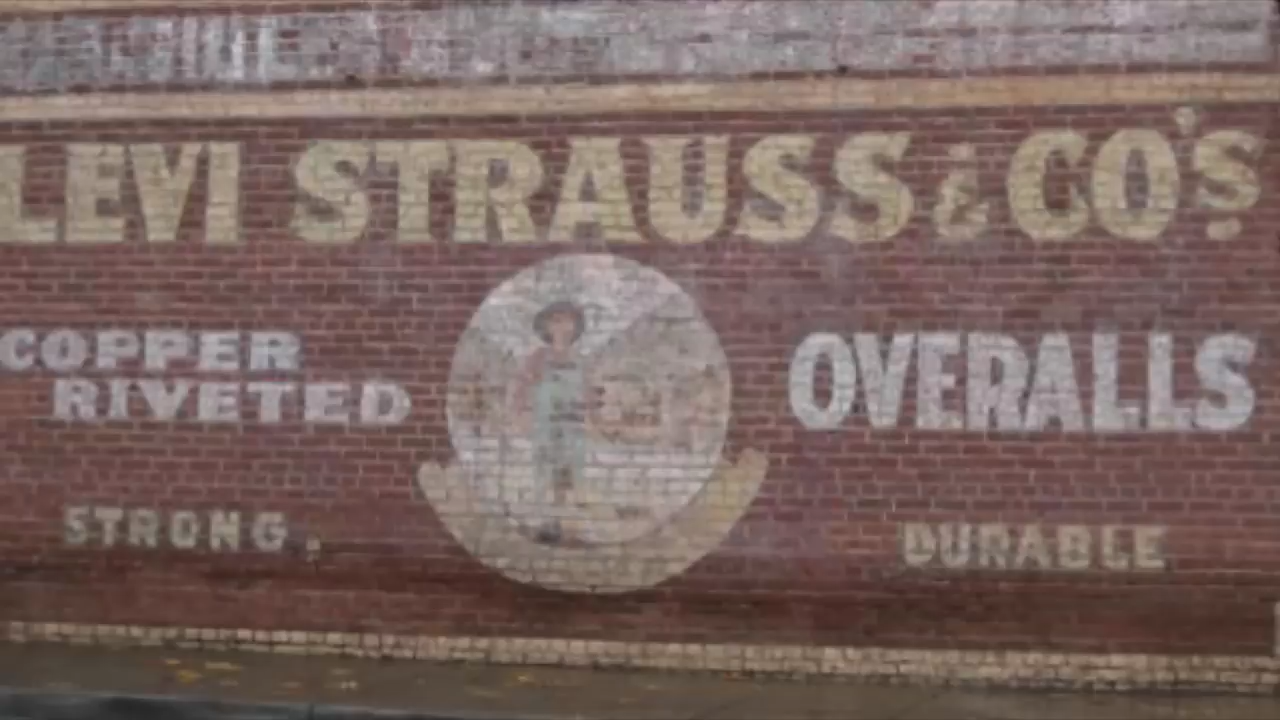 LEVI STRAUSS & CO'S
COPPER
RIVETED
OVERALLS
STRONG.
DURABLE